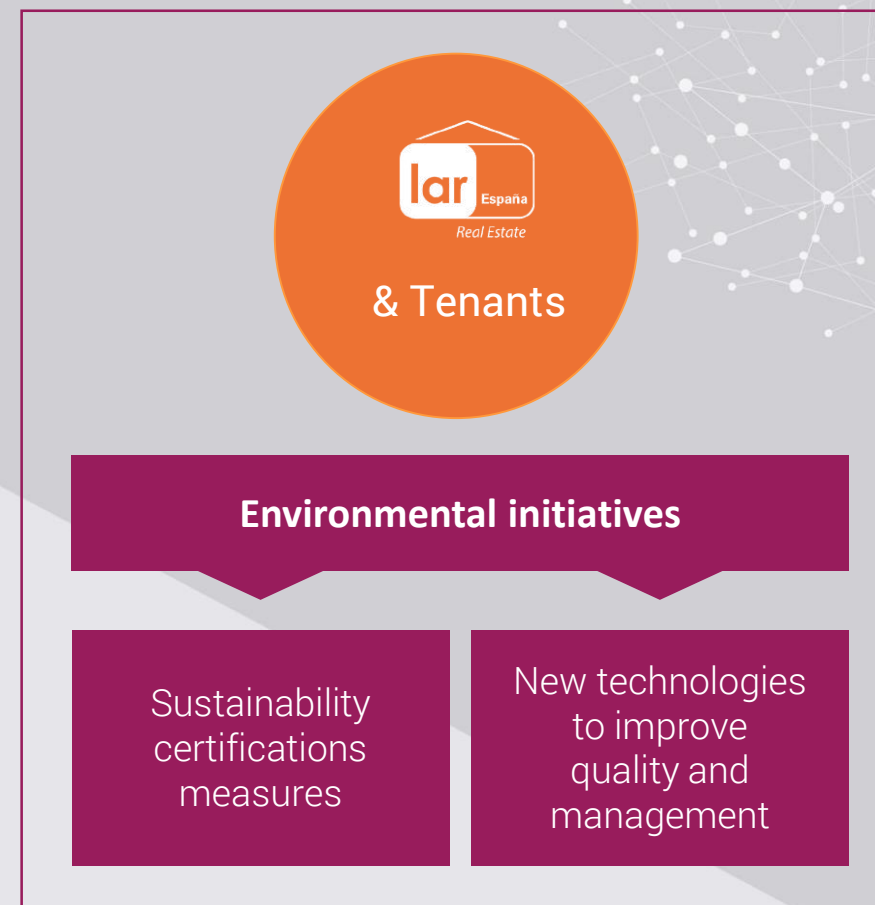 lar
España
Real Estate
& Tenants
Environmental initiatives
Sustainability
certifications
measures
New technologies
to improve
quality and
management